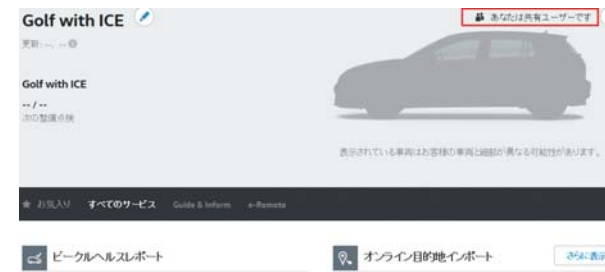 Golf with ICE
あなたは共有ユーザーです
更新: --, --
Golf with ICE
-- / --
次の整備点検
表示されている車両はお客様の車両と細部が異なる可能性があります。
★ お気入り すべてのサービス Guide & Inform e-Remote
ビークルヘルスレポート
オンライン目的地インポート
さらに表示